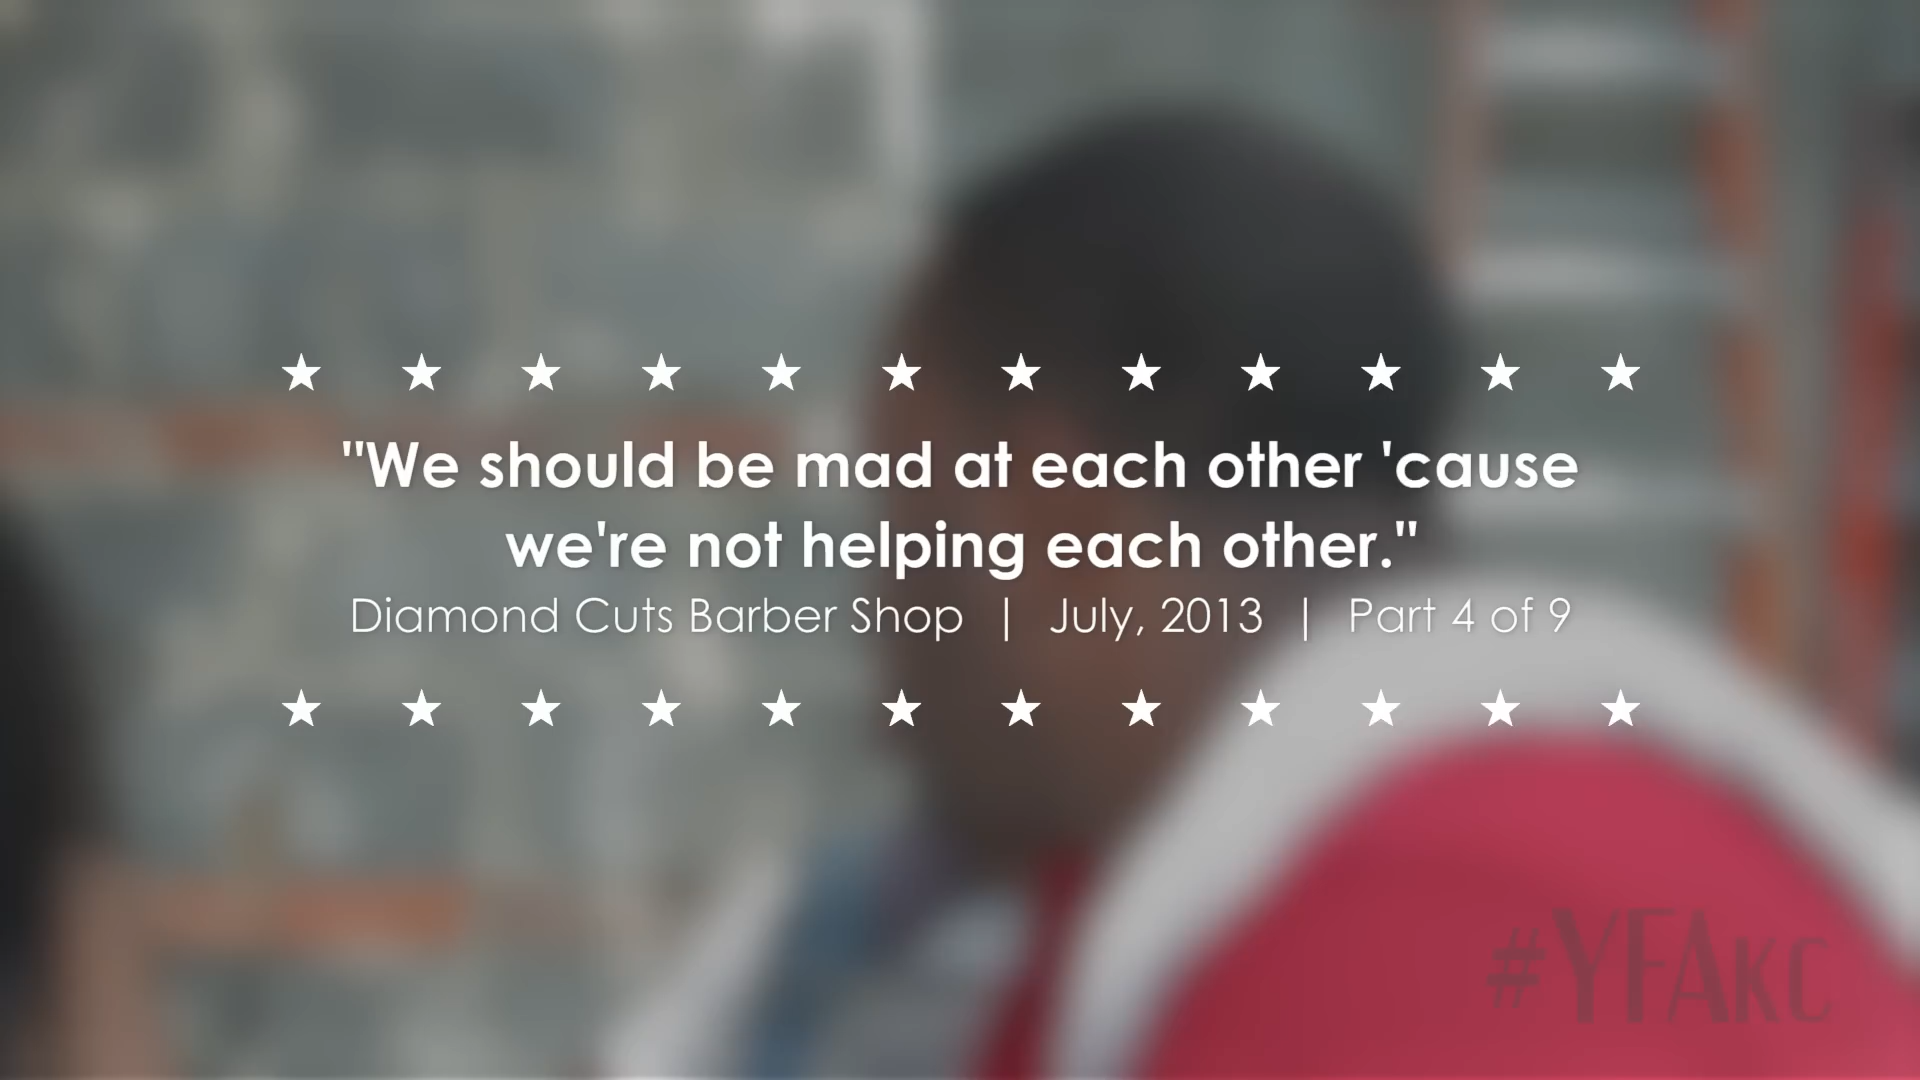 ★ ★ ★ ★ ★ ★ ★ ★ ★ ★ ★ ★
"We should be mad at each other 'cause
we're not helping each other."
Diamond Cuts Barber Shop | July, 2013 | Part 4 of 9
★ ★ ★ ★ ★ ★ ★ ★ ★ ★ ★ ★
#YFAKC